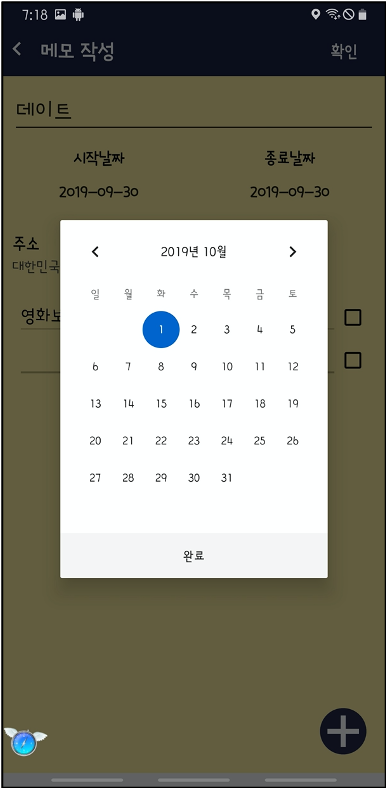 7:18
메모 작성 확인
데이트
시작날짜 종료날짜
2019-09-30 2019-09-30
주소
대한민국
2019년 10월
일 월 화 수 목 금 토
1 2 3 4 5
영화보
6 7 8 9 10 11 12
13 14 15 16 17 18 19
20 21 22 23 24 25 26
27 28 29 30 31
완료